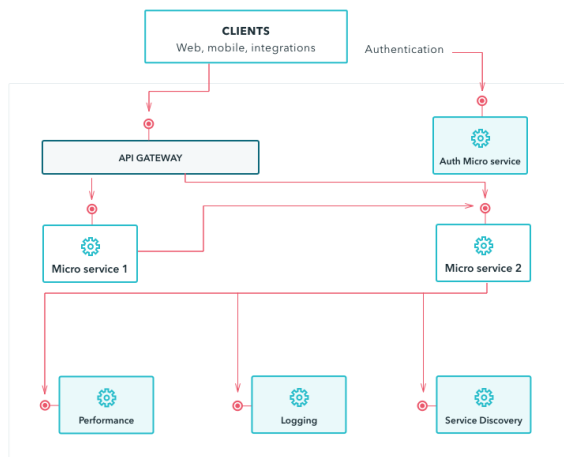 CLIENTS
Web, mobile, integrations
Authentication
API GATEWAY
Auth Micro service
Micro service 1
Micro service 2
Performance
Logging
Service Discovery